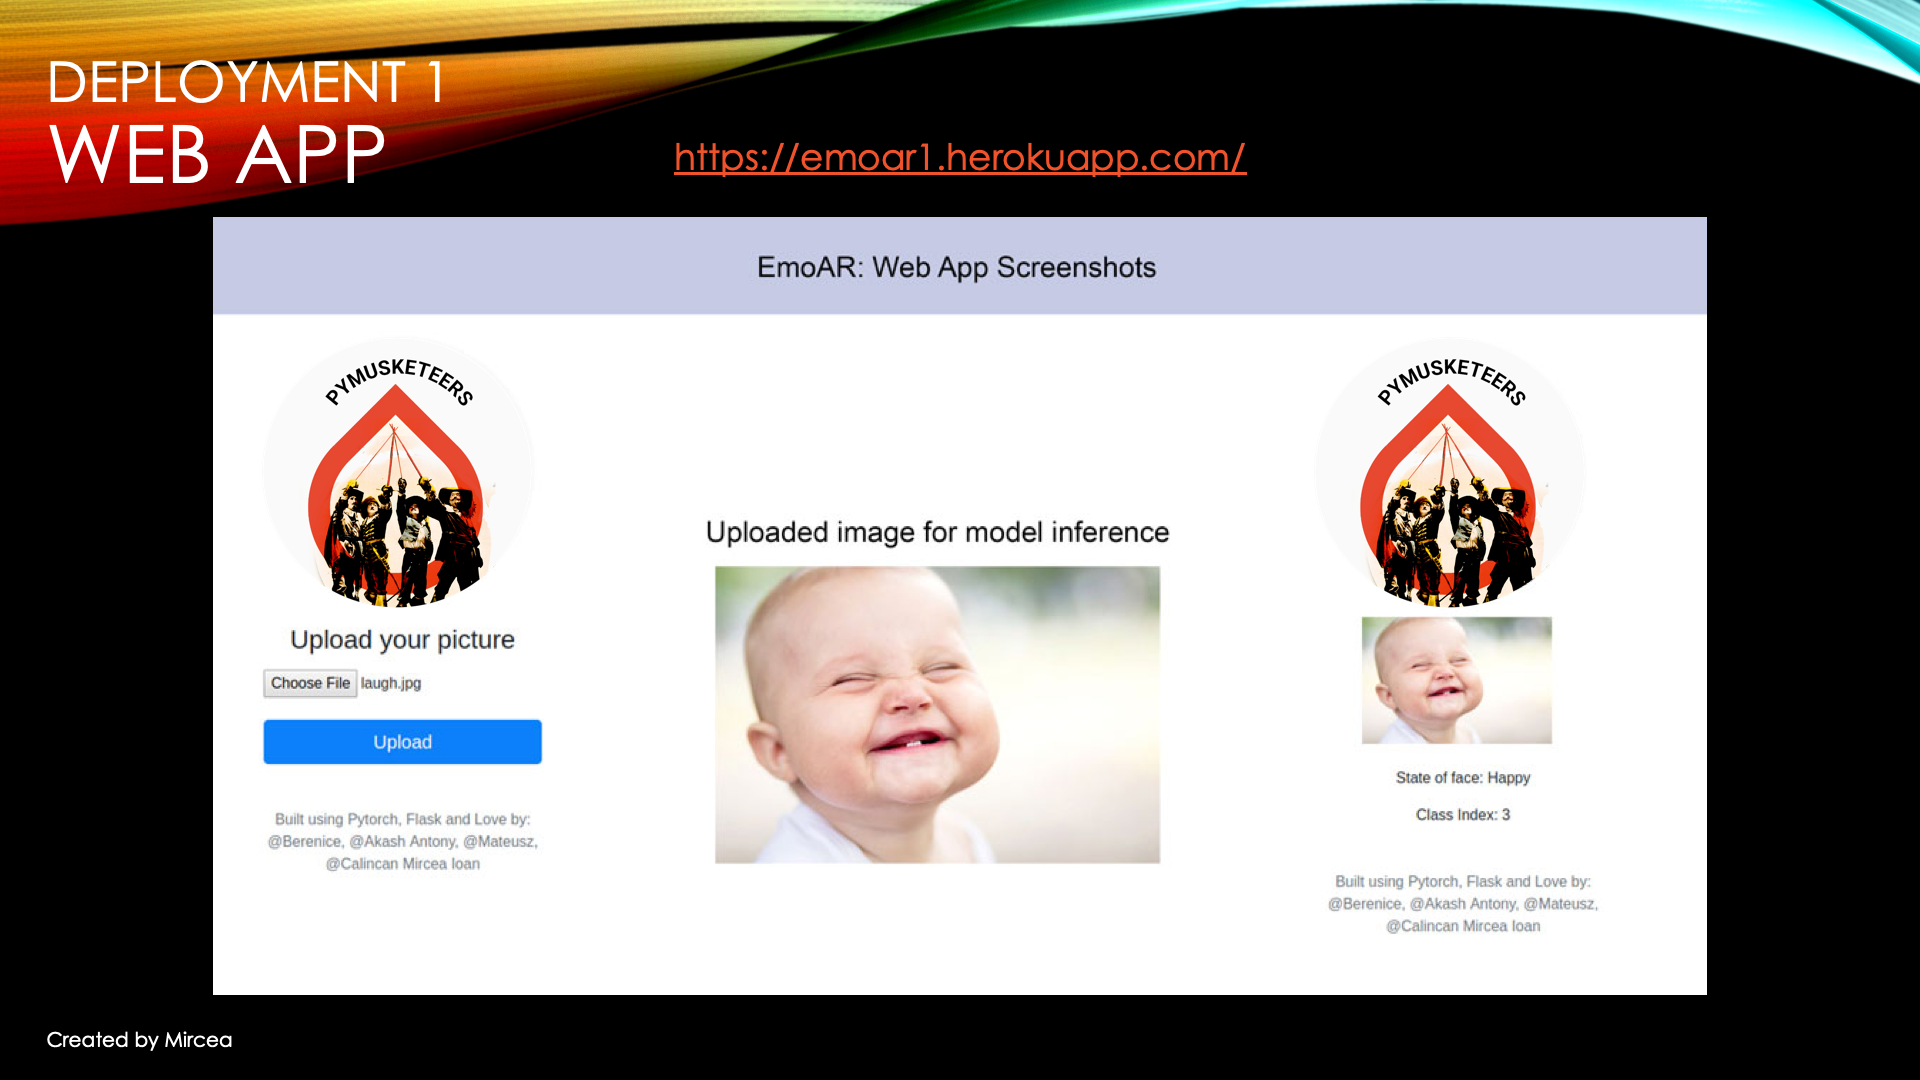 DEPLOYMENT 1
WEB APP
https://emoar1.herokuapp.com/
EmoAR: Web App Screenshots
PYMUSKETEERS
Upload your picture
Choose File laugh.jpg
Upload
Built using Pytorch, Flask and Love by:
@Berenice, @Akash Antony, @Mateusz,
@Calincan Mircea Ioan
Uploaded image for model inference
PYMUSKETEERS
State of face: Happy
Class Index: 3
Built using Pytorch, Flask and Love by:
@Berenice, @Akash Antony, @Mateusz,
@Calincan Mircea Ioan
Created by Mircea